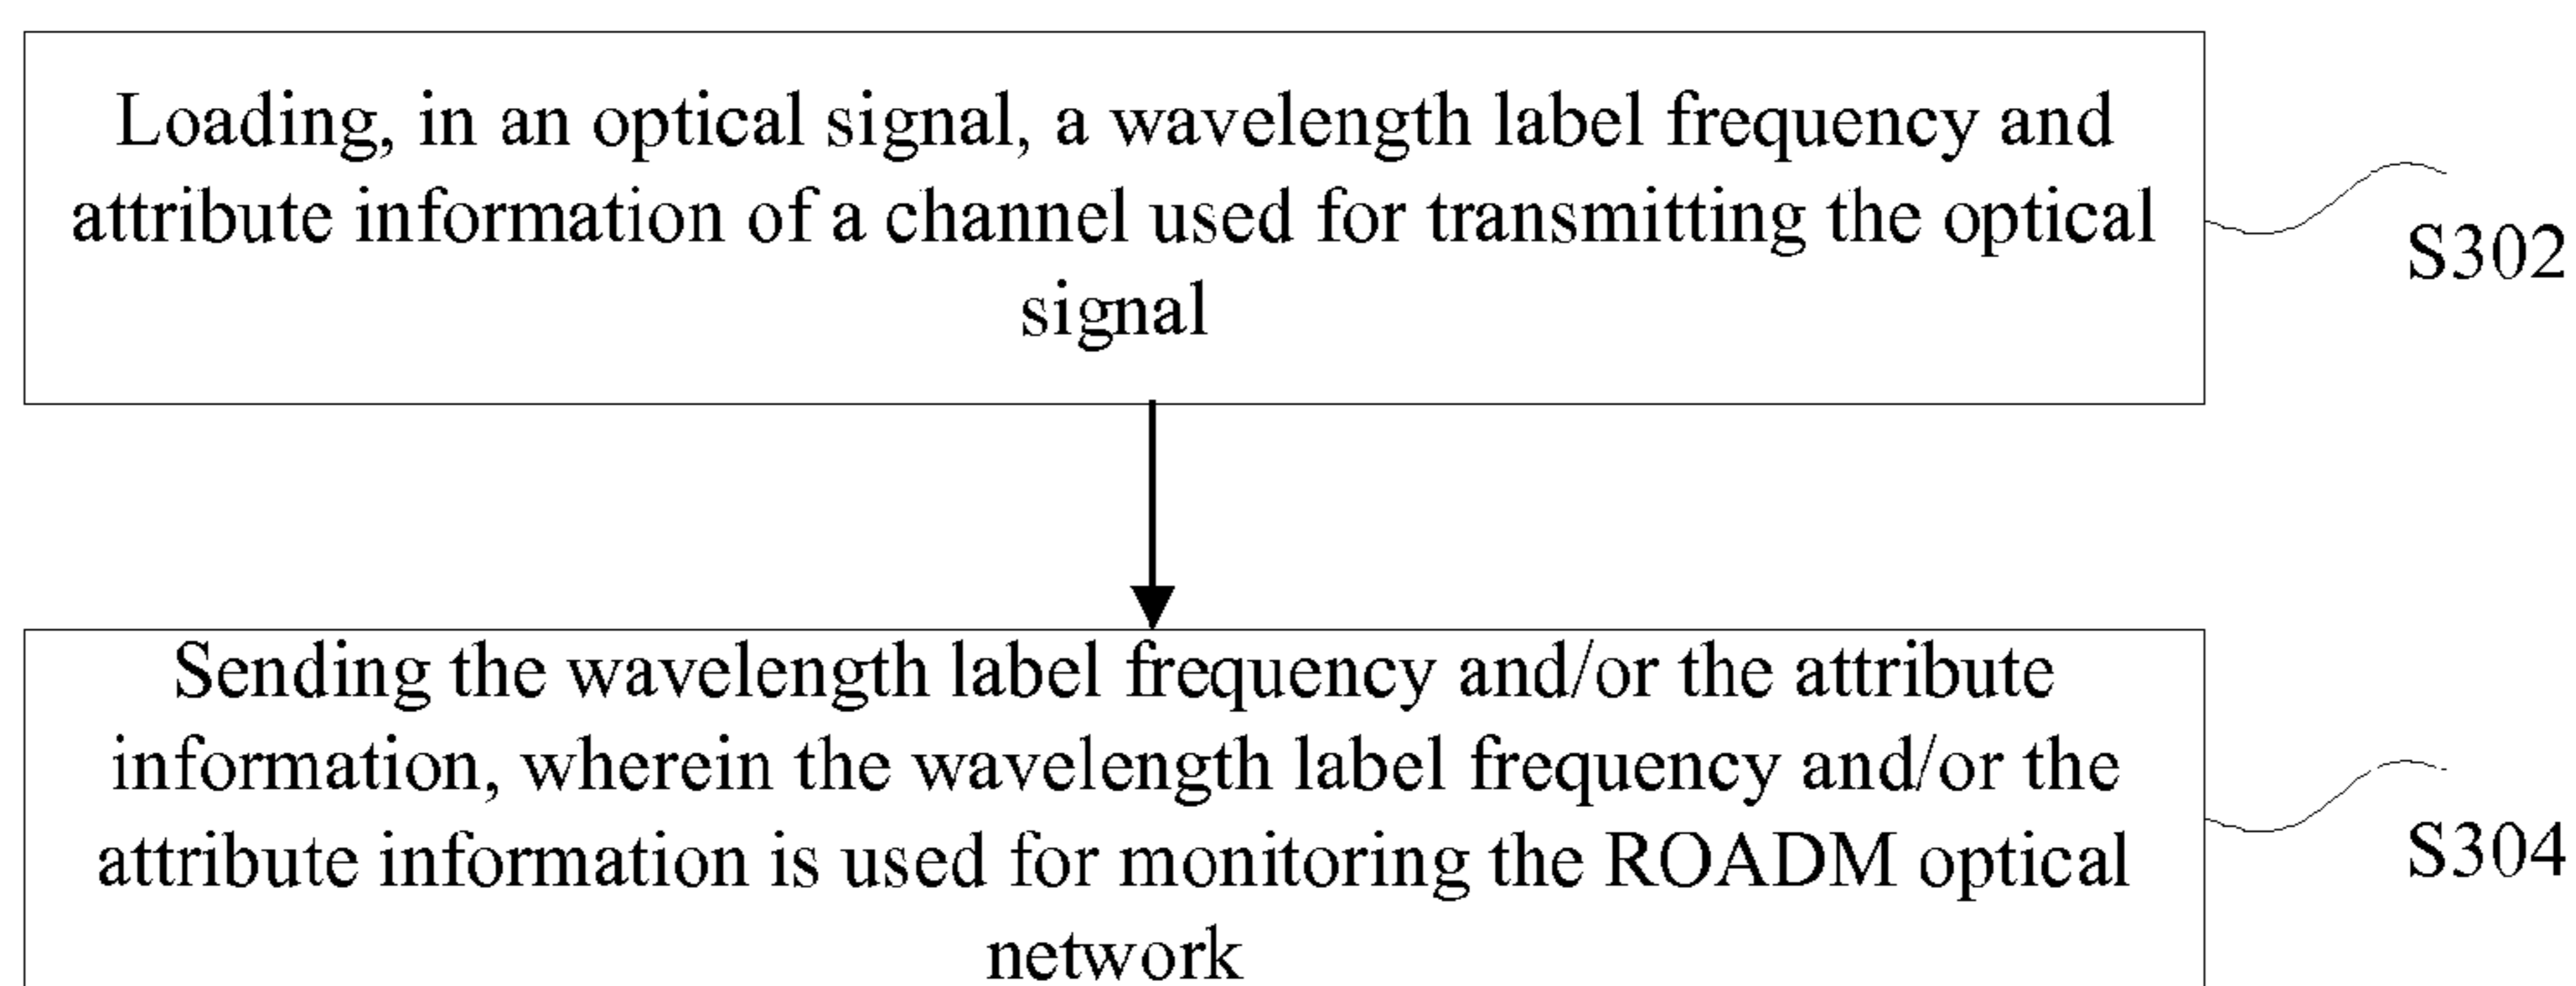 Loading, in an optical signal, a wavelength label frequency and
attribute information of a channel used for transmitting the optical
signal
S302
Sending the wavelength label frequency and/or the attribute
information, wherein the wavelength label frequency and/or the
attribute information is used for monitoring the ROADM optical
network
S304